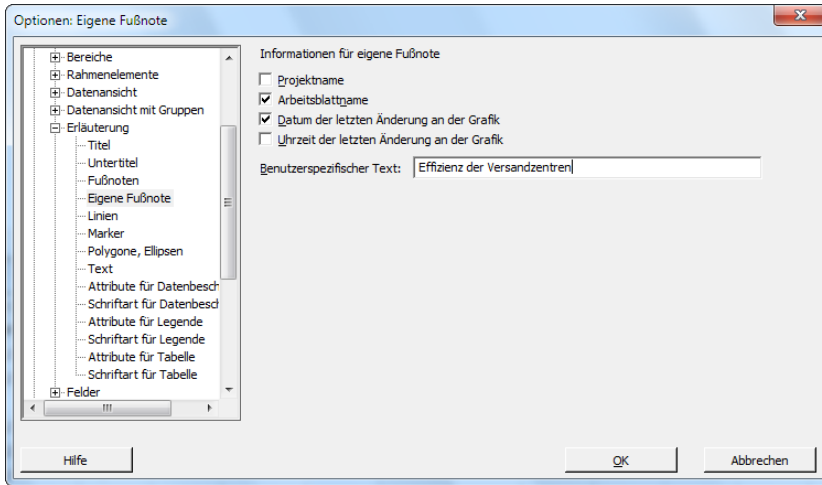 Optionen: Eigene Fußnote
Bereiche
Rahmenelemente
Datenansicht
Datenansicht mit Gruppen
Erläuterung
Titel
Untertitel
Fußnoten
Eigene Fußnote
Linien
Marker
Polygone, Ellipsen
Text
Attribute für Datenbesch
Schriftart für Datenbesch
Attribute für Legende
Schriftart für Legende
Attribute für Tabelle
Schriftart für Tabelle
Felder
Informationen für eigene Fußnote
Projektname
Arbeitsblattname
Datum der letzten Änderung an der Grafik
Uhrzeit der letzten Änderung an der Grafik
Benutzerspezifischer Text: Effizienz der Versandzentren
Hilfe
OK
Abbrechen